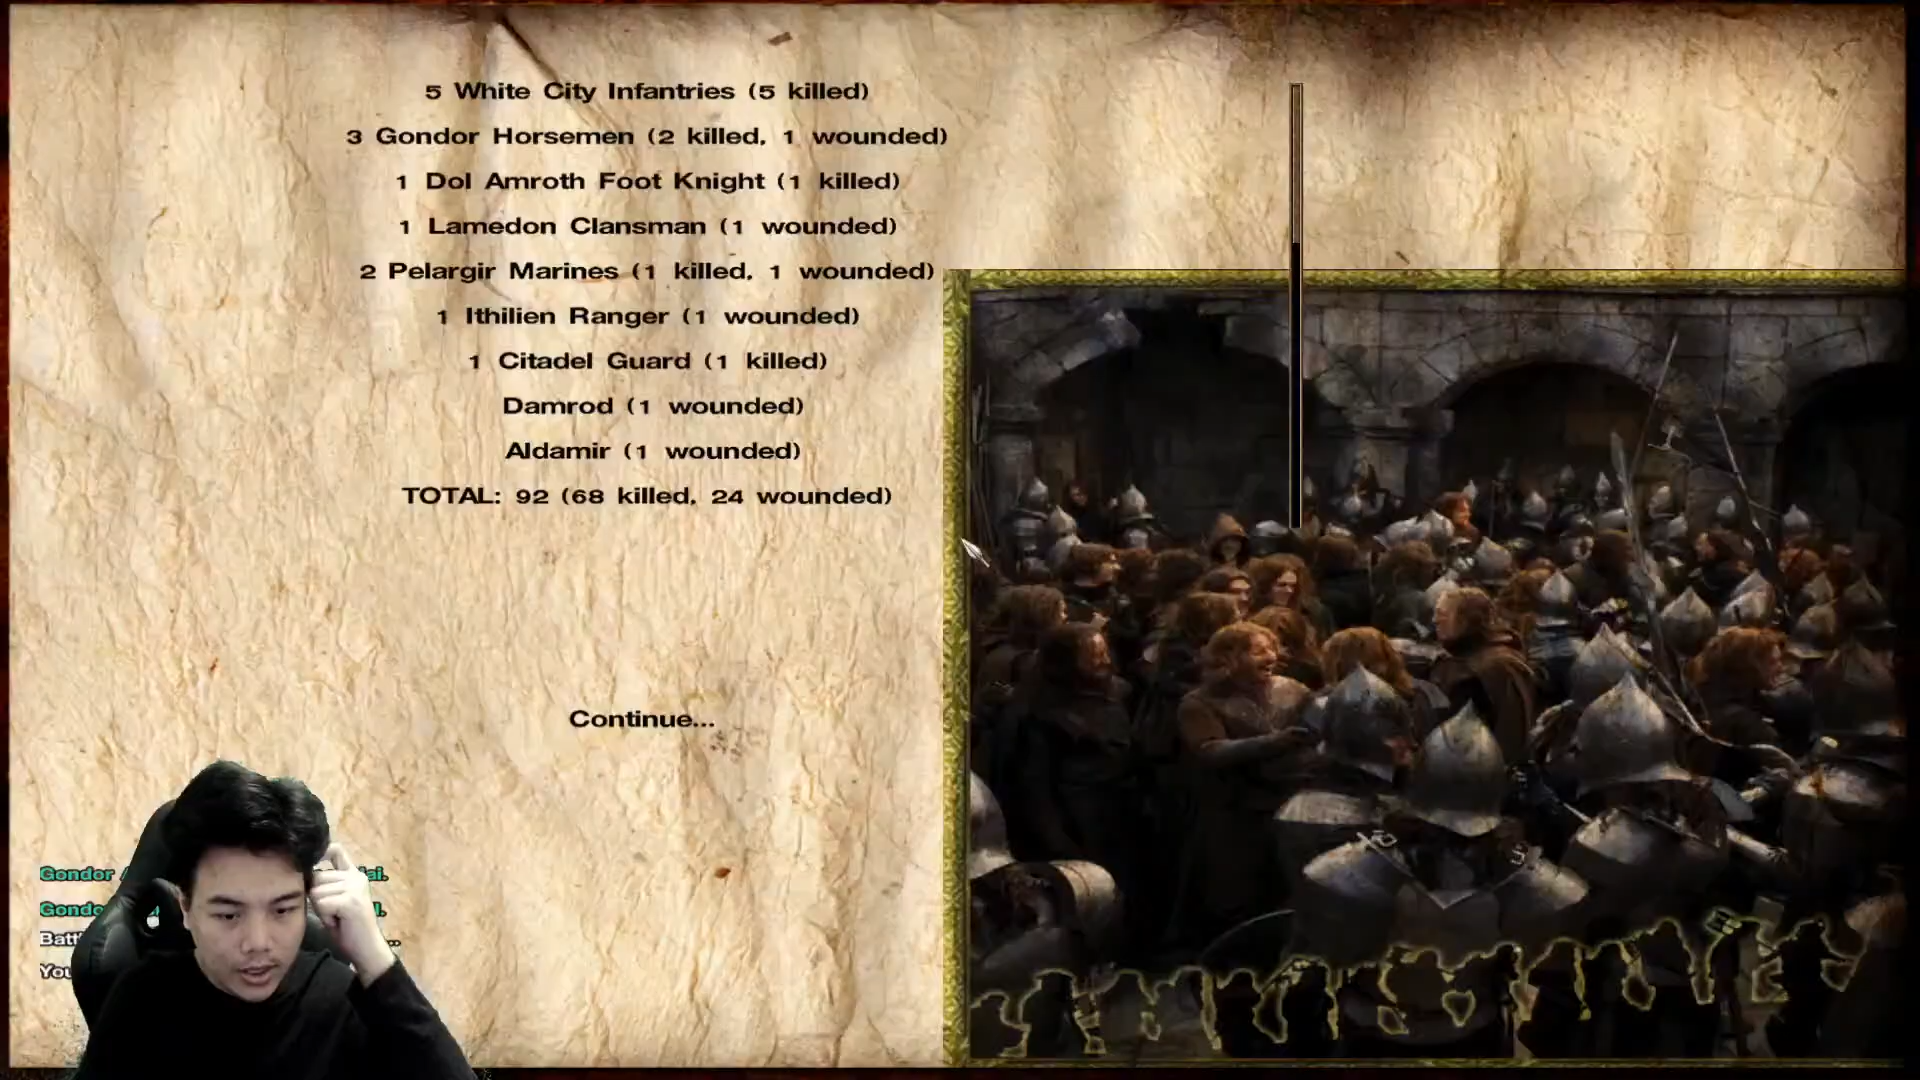 5 White City Infantries (5 killed)
3 Gondor Horsemen (2 killed, 1 wounded)
1 Dol Amroth Foot Knight (1 killed)
1 Lamedon Clansman (1 wounded)
2 Pelargir Marines (1 killed, 1 wounded)
1 Ithilien Ranger (1 wounded)
1 Citadel Guard (1 killed)
Damrod (1 wounded)
Aldamir (1 wounded)
TOTAL: 92 (68 killed, 24 wounded)
Continue...
Gondor